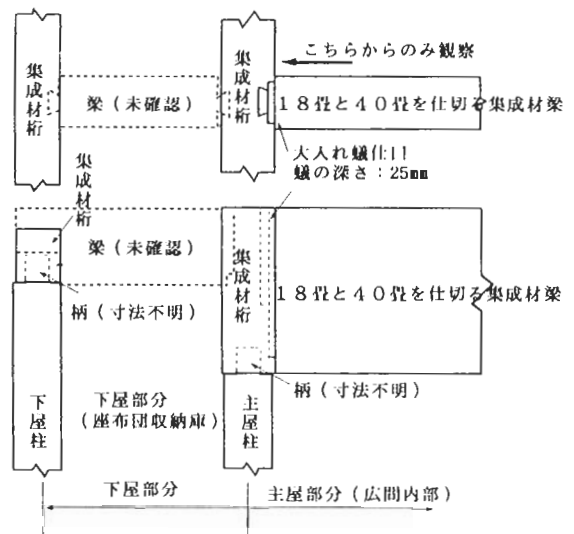 集成材桁
集成材桁
こちらからのみ観察
梁(未確認)
18畳と40畳を仕切る集成材梁
大入れ蟻仕口
蟻の深さ:25mm
集成材桁
梁(未確認)
集成材桁
18畳と40畳を仕切る集成材梁
柄(寸法不明)
柄(寸法不明)
下屋柱
下屋部分
(座布団収納庫)
主屋柱
下屋部分
主屋部分(広間内部)